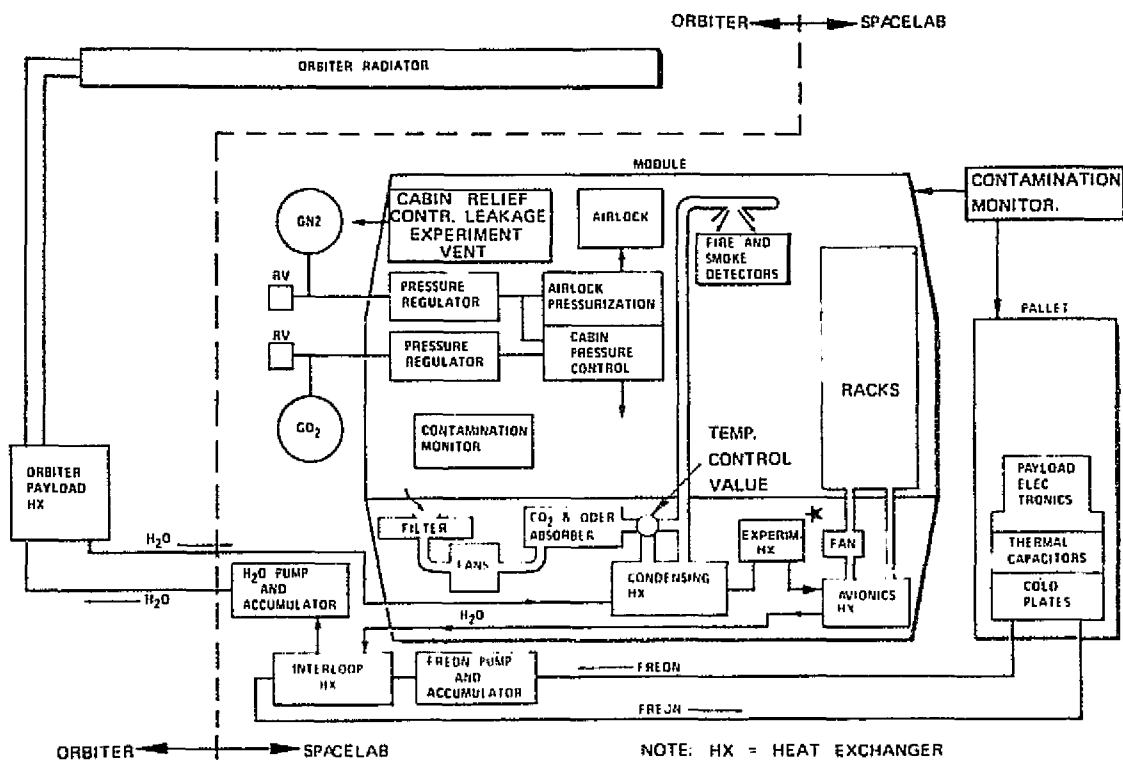 ORBITER SPACELAB
ORBITER RADIATOR
MODULE
CONTAMINATION
MONITOR.
GN2
CABIN RELIEF
CONTR. LEAKAGE
EXPERIMENT
VENT
AIRLOCK
FIRE AND
SMOKE
DETECTORS
RV
PRESSURE
REGULATOR
AIRLOCK
PRESSURIZATION
PALLET
RV
PRESSURE
REGULATOR
CABIN
PRESSURE
CONTROL
RACKS
GO2
CONTAMINATION
MONITOR
TEMP.
CONTROL
VALUE
ORBITER
PAYLOAD
HX
PAYLOAD
ELEC
TRONICS
FILTER
CO2 & ODER
ABSORBER
EXPERIM.
HX
*
FAN
THERMAL
CAPACITORS
H2O
FANS
CONDENSING
HX
AVIONICS
HX
COLD
PLATES
H2O
H2O PUMP
AND
ACCUMULATOR
H2O
INTERLOOP
HX
FREON PUMP
AND
ACCUMULATOR
FREON
FREON
ORBITER SPACELAB
NOTE: HX = HEAT EXCHANGER